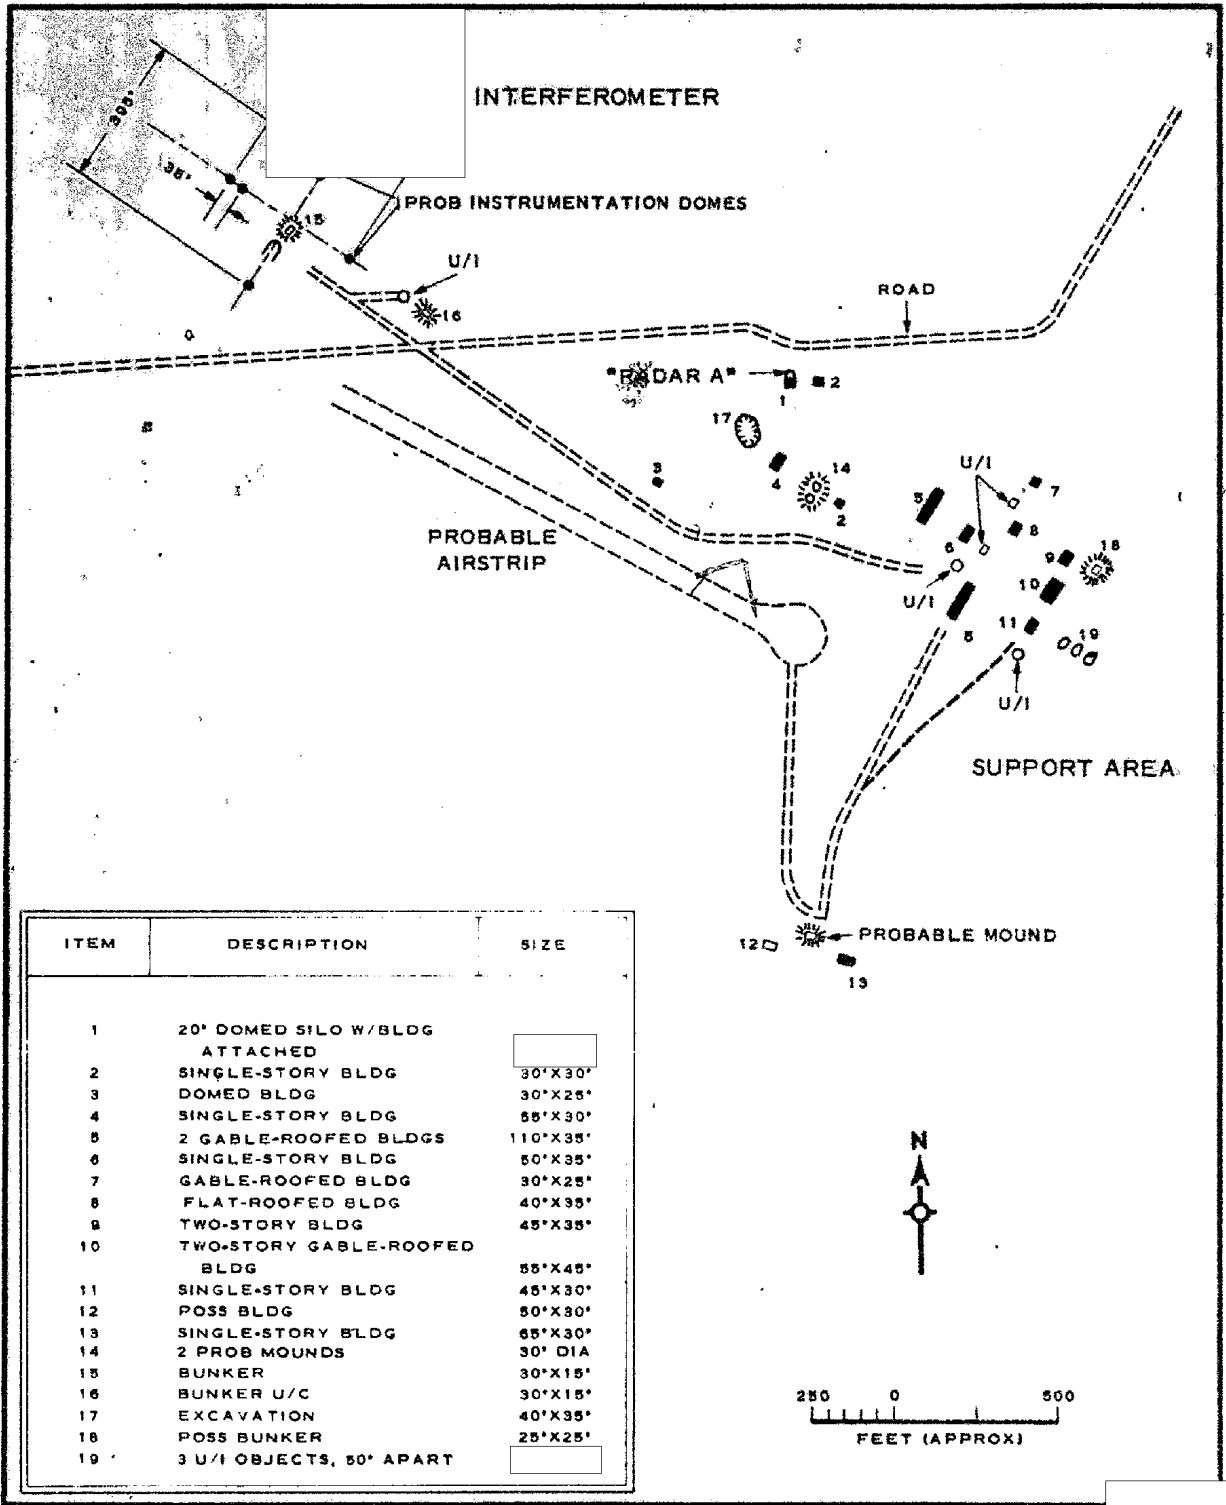 INTERFEROMETER
395'
35'
PROB INSTRUMENTATION DOMES
15
U/I
16
ROAD
"RADAR A"
1
2
17
3
4
14
2
U/I
7
5
8
6
9
18
10
U/I
11
19
5
U/I
PROBABLE
AIRSTRIP
SUPPORT AREA
12
PROBABLE MOUND
13
ITEM DESCRIPTION SIZE
1 20' DOMED SILO W/BLDG
ATTACHED
2 SINGLE-STORY BLDG 30'X30'
3 DOMED BLDG 30'X25'
4 SINGLE-STORY BLDG 55'X30'
5 2 GABLE-ROOFED BLDGS 110'X35'
6 SINGLE-STORY BLDG 50'X35'
7 GABLE-ROOFED BLDG 30'X25'
8 FLAT-ROOFED BLDG 40'X35'
9 TWO-STORY BLDG 45'X35'
10 TWO-STORY GABLE-ROOFED
BLDG 55'X45'
11 SINGLE-STORY BLDG 45'X30'
12 POSS BLDG 50'X30'
13 SINGLE-STORY BLDG 65'X30'
14 2 PROB MOUNDS 30' DIA
15 BUNKER 30'X15'
16 BUNKER U/C 30'X15'
17 EXCAVATION 40'X35'
18 POSS BUNKER 25'X25'
19 3 U/I OBJECTS, 50' APART
N
250 0 500
FEET (APPROX)